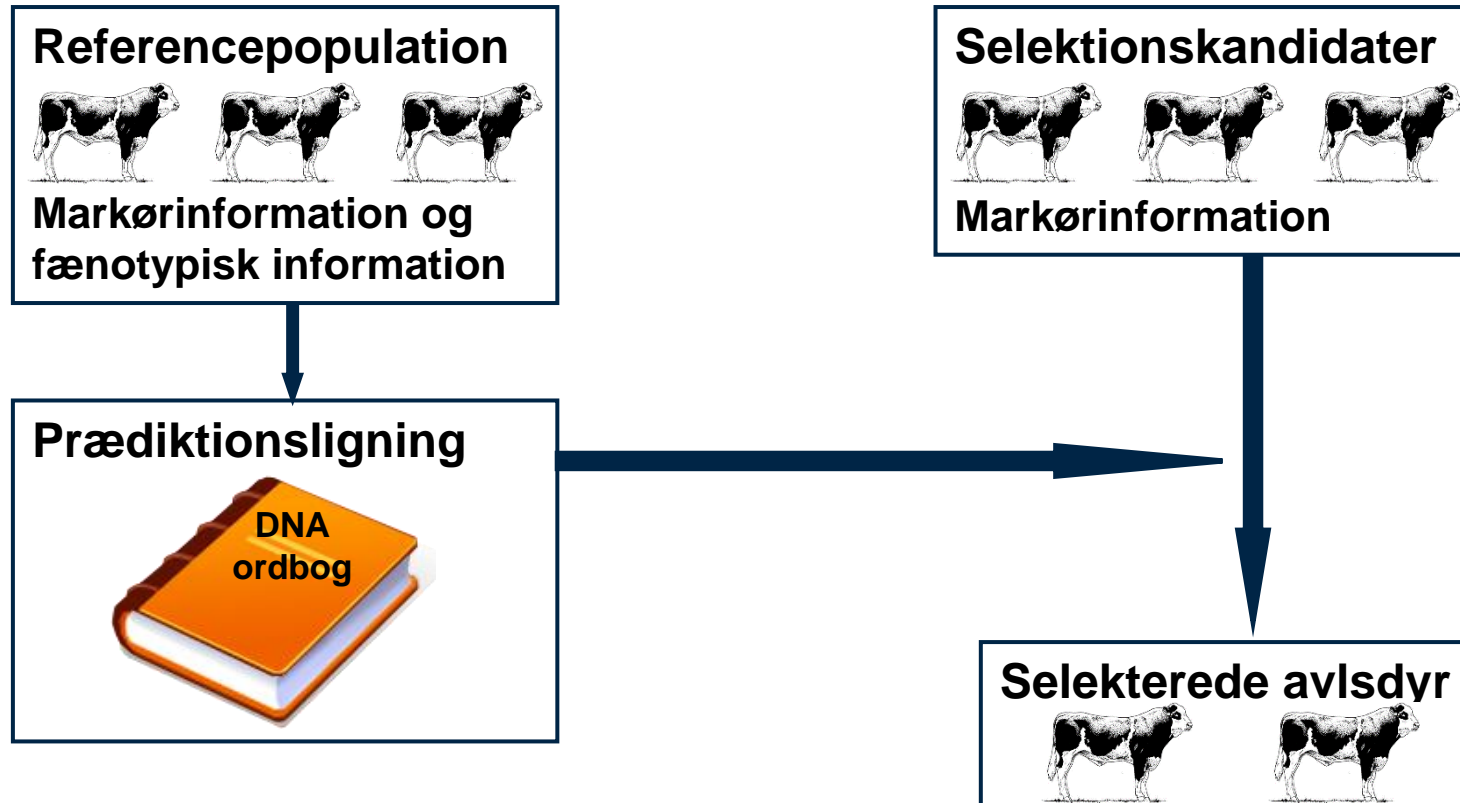 Referencepopulation
Markørinformation og
fænotypisk information
Selektionskandidater
Markørinformation
Prædiktionsligning
DNA
ordbog
Selekterede avlsdyr